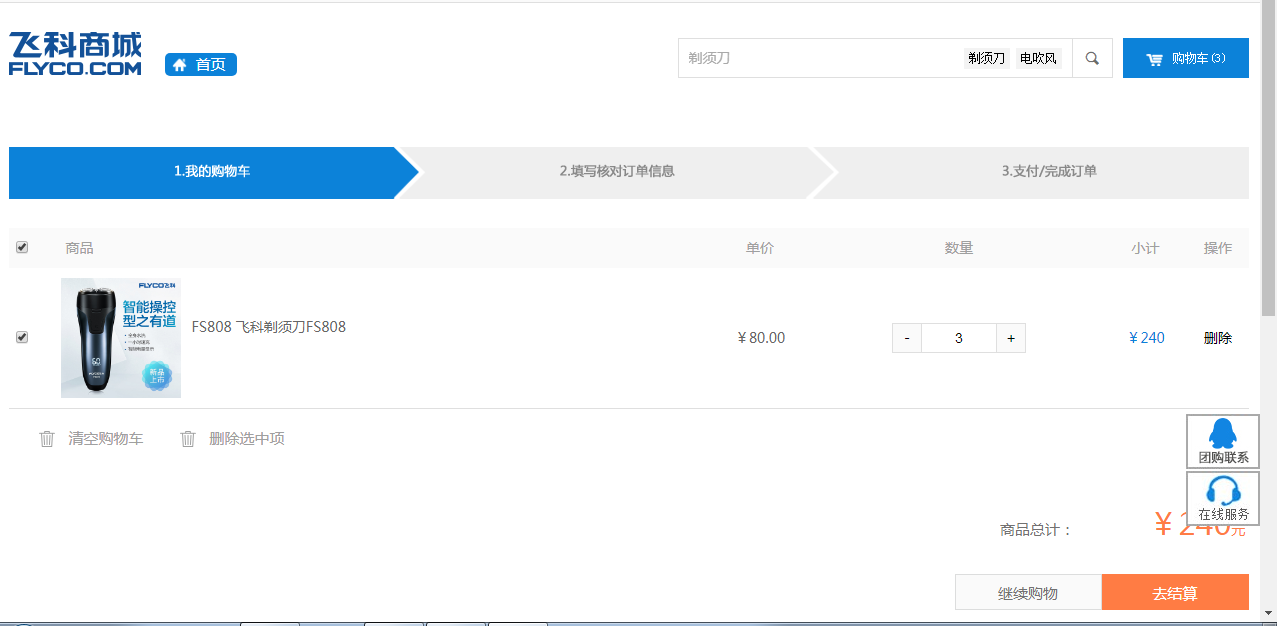 飞科商城
FLYCO.COM
首页
剃须刀 剃须刀 电吹风
购物车(3)
1.我的购物车 2.填写核对订单信息 3.支付/完成订单
商品 单价 数量 小计 操作
FLYCO飞科
智能操控
型之有道
新品
上市
FS808 飞科剃须刀FS808 ¥80.00 - 3 + ¥240 删除
清空购物车 删除选中项
团购联系
在线服务
商品总计： ¥240元
继续购物 去结算